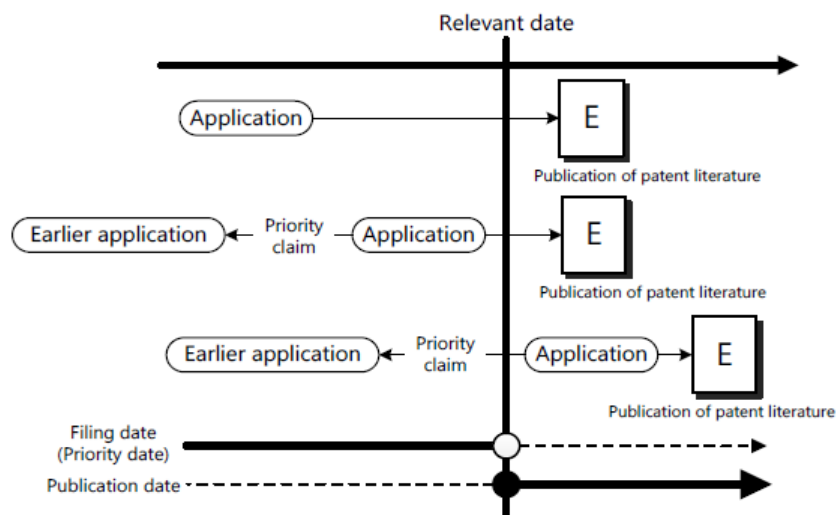 Relevant date
Application
E
Publication of patent literature
Earlier application
Priority
claim
Application
E
Publication of patent literature
Earlier application
Priority
claim
Application
E
Publication of patent literature
Filing date
(Priority date)
Publication date